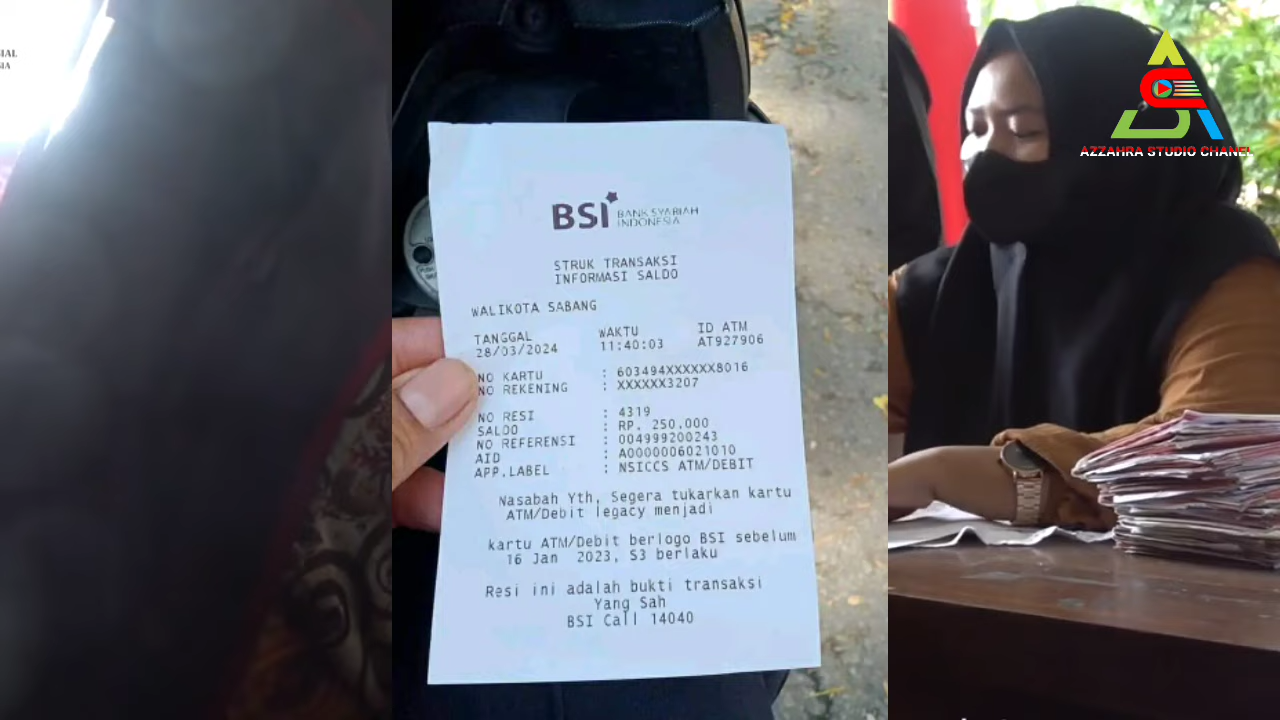 BSI BANK SYARIAH
INDONESIA
STRUK TRANSAKSI
INFORMASI SALDO
WALIKOTA SABANG
TANGGAL WAKTU ID ATM
28/03/2024 11:40:03 AT927906
NO KARTU : 603494XXXXXX8016
NO REKENING : XXXXXX3207
NO RESI : 4319
SALDO : RP. 250.000
NO REFERENSI : 004999200243
AID : A0000006021010
APP.LABEL : NSICCS ATM/DEBIT
Nasabah Yth, Segera tukarkan kartu
ATM/Debit legacy menjadi
kartu ATM/Debit berlogo BSI sebelum
16 Jan 2023, S3 berlaku
Resi ini adalah bukti transaksi
Yang Sah
BSI Call 14040
AZZAHRA STUDIO CHANEL